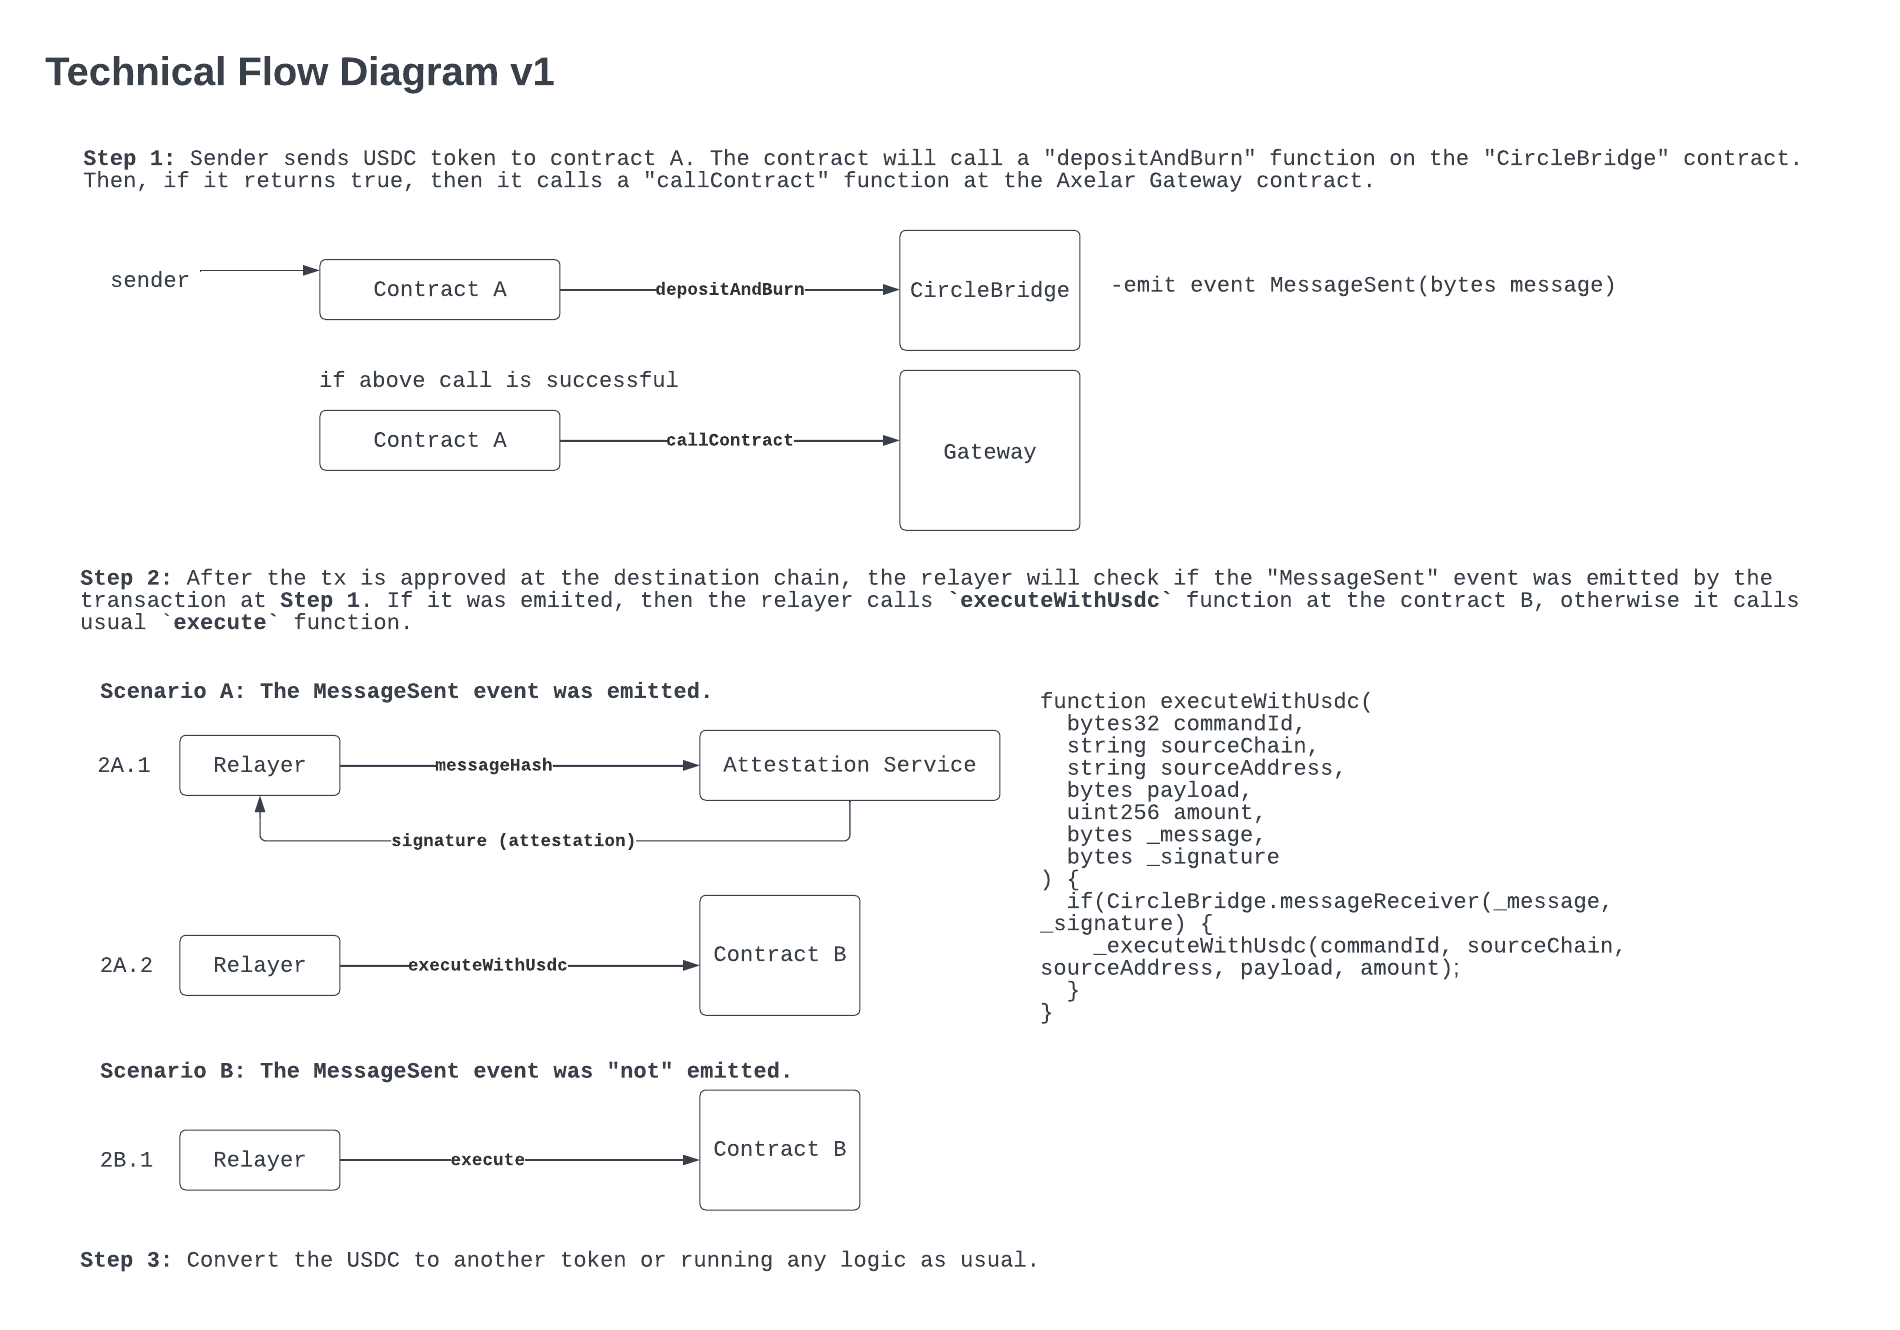 Technical Flow Diagram v1
Step 1: Sender sends USDC token to contract A. The contract will call a "depositAndBurn" function on the "CircleBridge" contract.
Then, if it returns true, then it calls a "callContract" function at the Axelar Gateway contract.
sender
Contract A
depositAndBurn
CircleBridge
-emit event MessageSent(bytes message)
if above call is successful
Contract A
callContract
Gateway
Step 2: After the tx is approved at the destination chain, the relayer will check if the "MessageSent" event was emitted by the
transaction at Step 1. If it was emiited, then the relayer calls `executeWithUsdc` function at the contract B, otherwise it calls
usual `execute` function.
Scenario A: The MessageSent event was emitted.
2A.1
Relayer
messageHash
Attestation Service
signature (attestation)
2A.2
Relayer
executeWithUsdc
Contract B
function executeWithUsdc(
  bytes32 commandId,
  string sourceChain,
  string sourceAddress,
  bytes payload,
  uint256 amount,
  bytes _message,
  bytes _signature
) {
  if(CircleBridge.messageReceiver(_message,
_signature) {
    _executeWithUsdc(commandId, sourceChain,
sourceAddress, payload, amount);
  }
}
Scenario B: The MessageSent event was "not" emitted.
2B.1
Relayer
execute
Contract B
Step 3: Convert the USDC to another token or running any logic as usual.